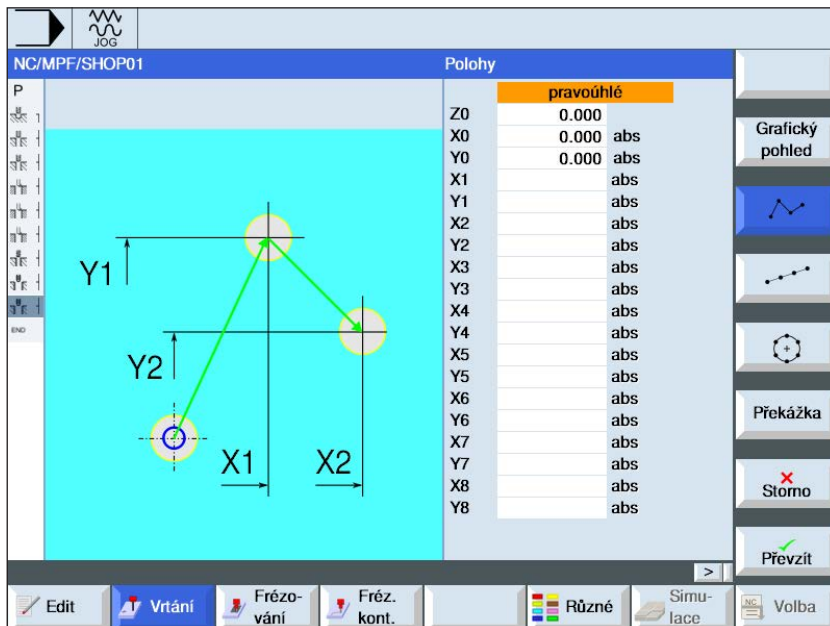 JOG
NC/MPF/SHOP01
Polohy
P
END
Y1
Y2
X1
X2
pravoúhlé
Z0 0.000
X0 0.000 abs
Y0 0.000 abs
X1 abs
Y1 abs
X2 abs
Y2 abs
X3 abs
Y3 abs
X4 abs
Y4 abs
X5 abs
Y5 abs
X6 abs
Y6 abs
X7 abs
Y7 abs
X8 abs
Y8 abs
>
Grafický
pohled
Překážka
Storno
Převzít
Edit
Vrtání
Frézo-
vání
Fréz.
kont.
Různé
Simu-
lace
NC
Volba